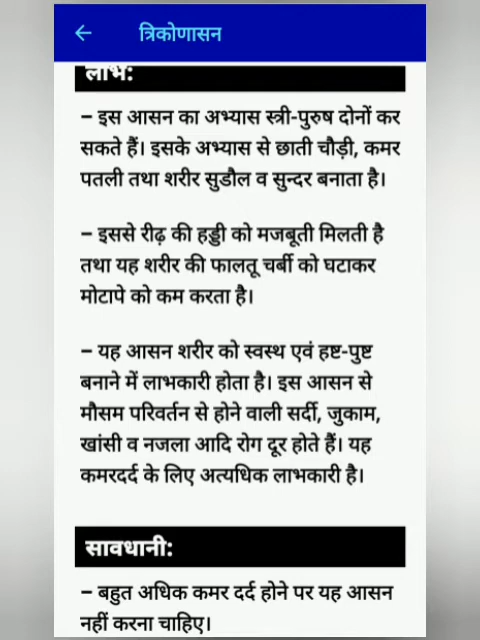 त्रिकोणासन
लाभ:
– इस आसन का अभ्यास स्त्री-पुरुष दोनों कर
सकते हैं। इसके अभ्यास से छाती चौड़ी, कमर
पतली तथा शरीर सुडौल व सुन्दर बनाता है।
– इससे रीढ़ की हड्डी को मजबूती मिलती है
तथा यह शरीर की फालतू चर्बी को घटाकर
मोटापे को कम करता है।
– यह आसन शरीर को स्वस्थ एवं हष्ट-पुष्ट
बनाने में लाभकारी होता है। इस आसन से
मौसम परिवर्तन से होने वाली सर्दी, जुकाम,
खांसी व नजला आदि रोग दूर होते हैं। यह
कमरदर्द के लिए अत्यधिक लाभकारी है।
सावधानी:
– बहुत अधिक कमर दर्द होने पर यह आसन
नहीं करना चाहिए।